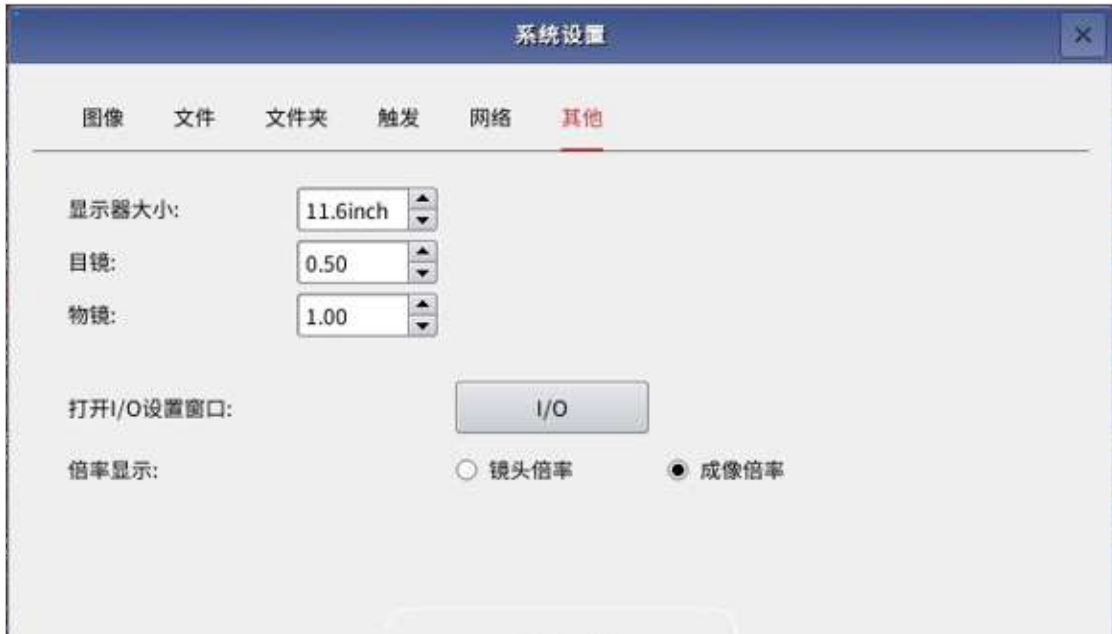 系统设置
图像 文件 文件夹 触发 网络 其他
显示器大小: 11.6inch
目镜: 0.50
物镜: 1.00
打开I/O设置窗口: I/O
倍率显示: 镜头倍率 成像倍率